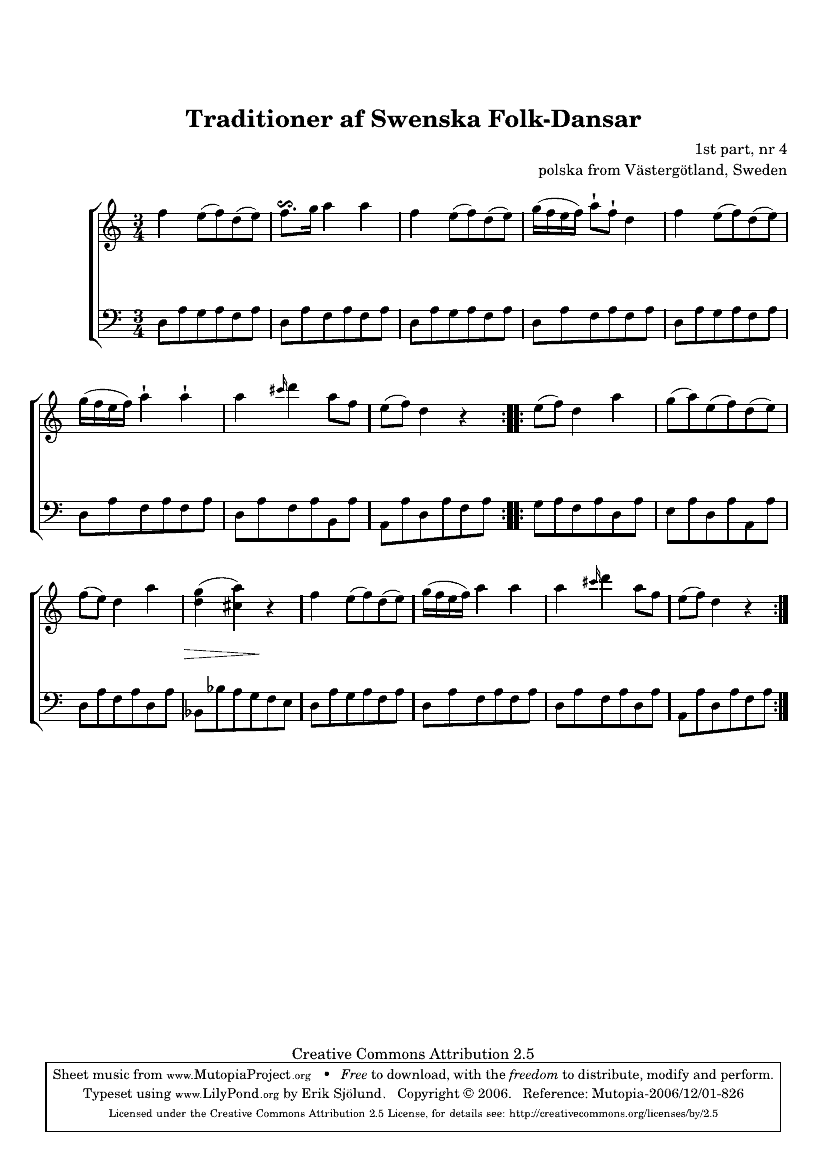 Traditioner af Swenska Folk-Dansar
1st part, nr 4
polska from Västergötland, Sweden
Creative Commons Attribution 2.5
Sheet music from www.MutopiaProject.org • Free to download, with the freedom to distribute, modify and perform.
Typeset using www.LilyPond.org by Erik Sjölund. Copyright © 2006. Reference: Mutopia-2006/12/01-826
Licensed under the Creative Commons Attribution 2.5 License, for details see: http://creativecommons.org/licenses/by/2.5